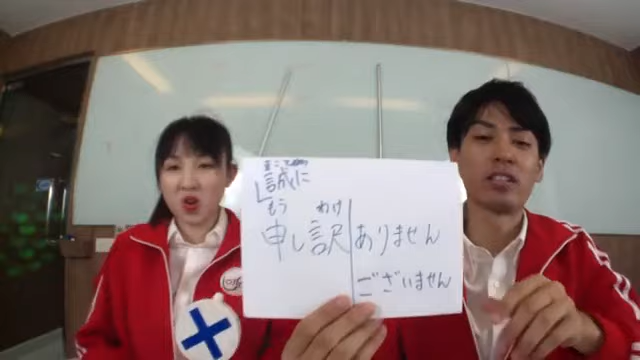 まことに
誠に
もう わけ
申し訳 ありません
ございません